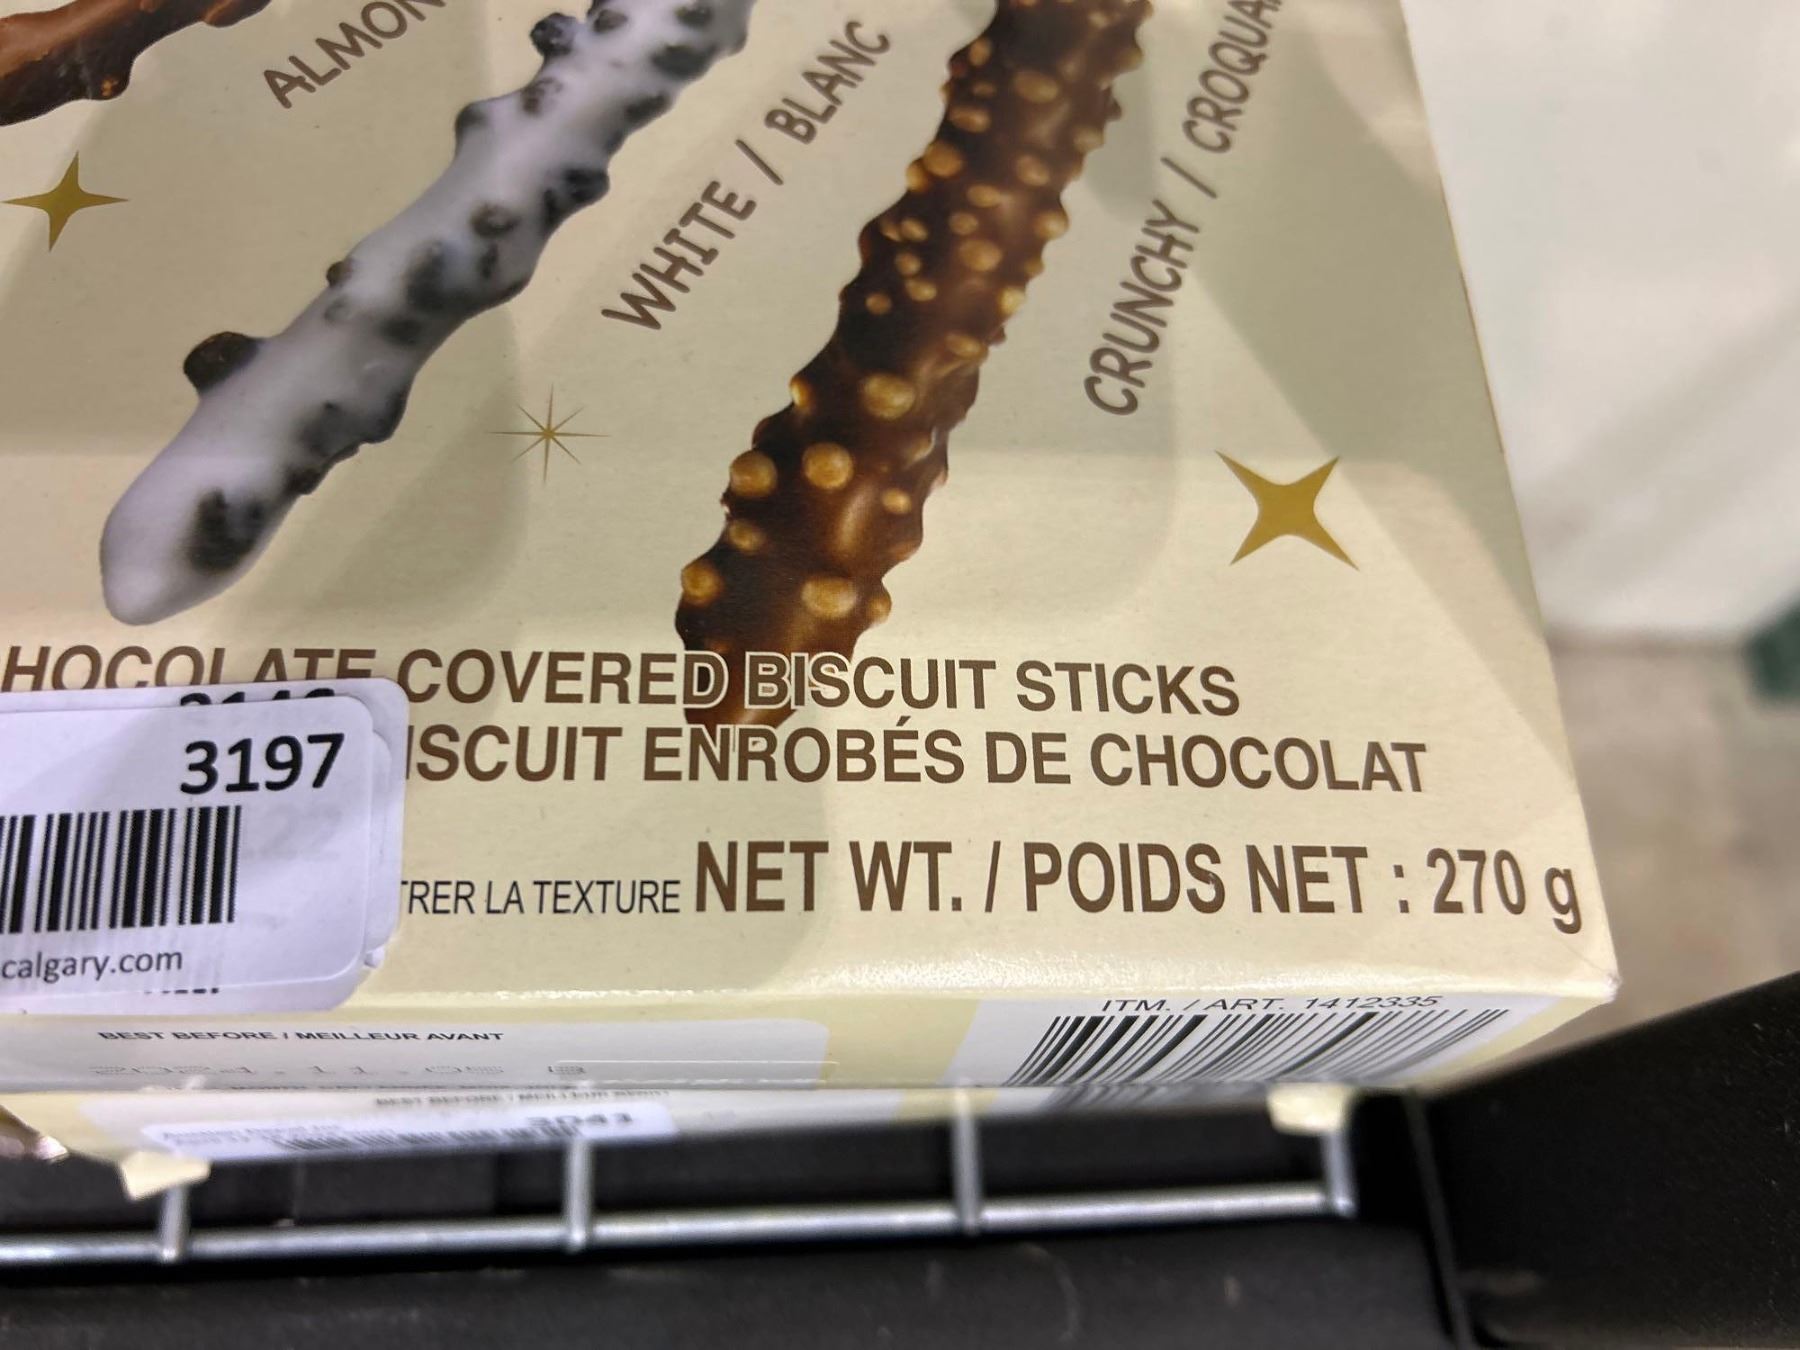 ALMON
WHITE / BLANC
CRUNCHY / CROQUA
HOCOLATE COVERED BISCUIT STICKS
ISCUIT ENROBÉS DE CHOCOLAT
3197
TRER LA TEXTURE NET WT. / POIDS NET : 270 g
calgary.com
ITM. / ART. 1412335
BEST BEFORE / MEILLEUR AVANT
3043